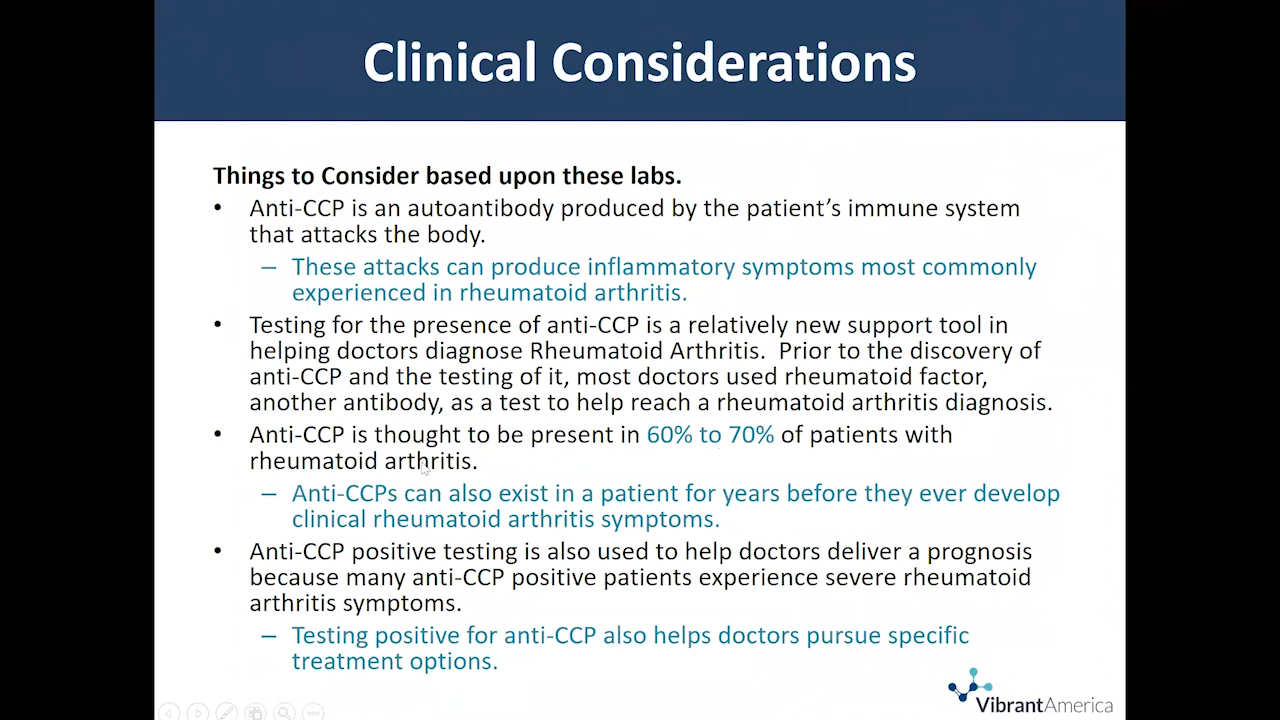 Clinical Considerations
Things to Consider based upon these labs.
• Anti-CCP is an autoantibody produced by the patient’s immune system
that attacks the body.
– These attacks can produce inflammatory symptoms most commonly
experienced in rheumatoid arthritis.
• Testing for the presence of anti-CCP is a relatively new support tool in
helping doctors diagnose Rheumatoid Arthritis.  Prior to the discovery of
anti-CCP and the testing of it, most doctors used rheumatoid factor,
another antibody, as a test to help reach a rheumatoid arthritis diagnosis.
• Anti-CCP is thought to be present in 60% to 70% of patients with
rheumatoid arthritis.
– Anti-CCPs can also exist in a patient for years before they ever develop
clinical rheumatoid arthritis symptoms.
• Anti-CCP positive testing is also used to help doctors deliver a prognosis
because many anti-CCP positive patients experience severe rheumatoid
arthritis symptoms.
– Testing positive for anti-CCP also helps doctors pursue specific
treatment options.
VibrantAmerica